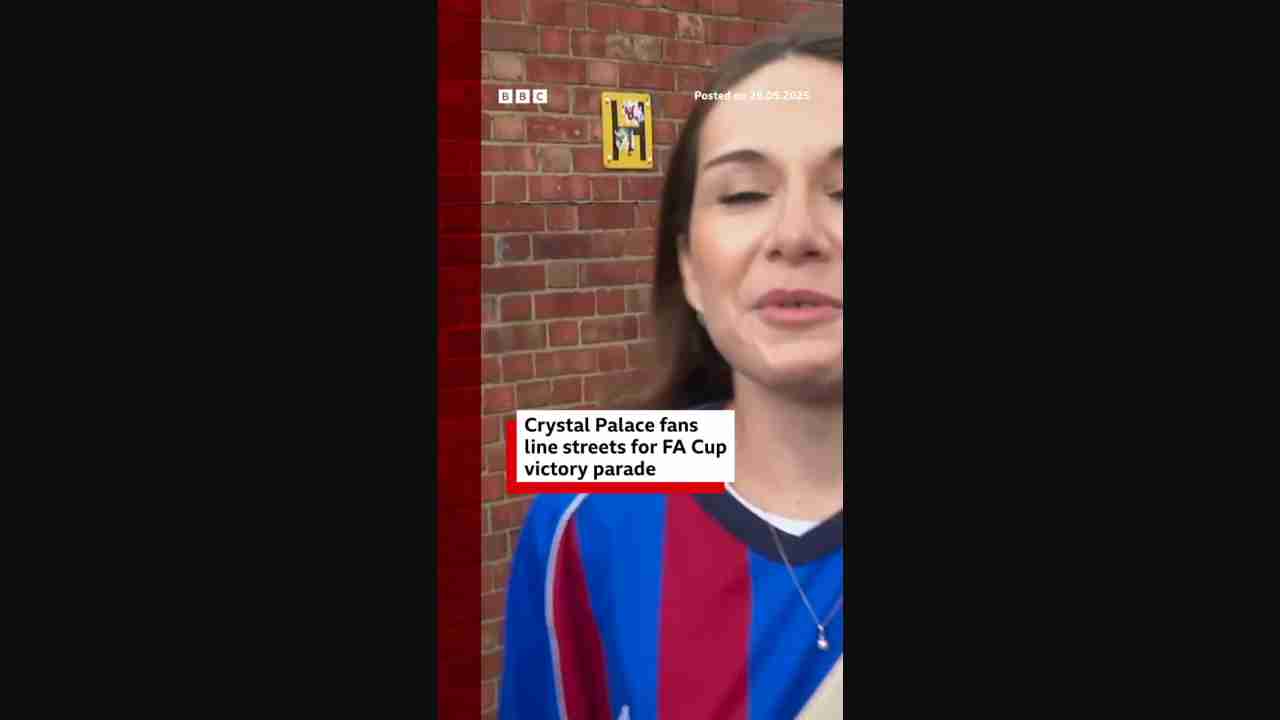 BBC
Posted on 26.05.2025
H
Crystal Palace fans
line streets for FA Cup
victory parade